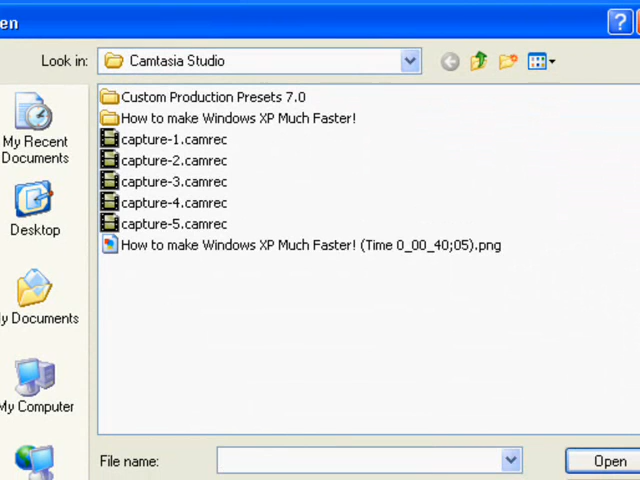 en
?
Look in: Camtasia Studio
Custom Production Presets 7.0
How to make Windows XP Much Faster!
capture-1.camrec
capture-2.camrec
capture-3.camrec
capture-4.camrec
capture-5.camrec
How to make Windows XP Much Faster! (Time 0_00_40;05).png
My Recent
Documents
Desktop
y Documents
My Computer
File name:
Open